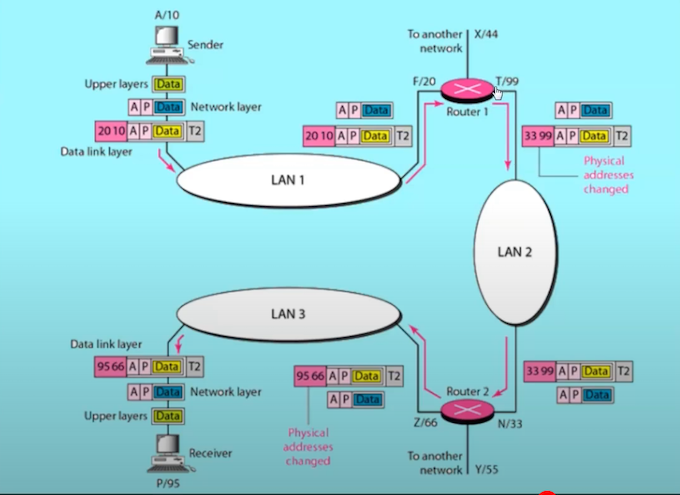 A/10
Sender
Upper layers Data
A P Data Network layer
20 10 A P Data T2
Data link layer
LAN 1
A P Data
20 10 A P Data T2
To another
network
X/44
F/20
T/99
Router 1
A P Data
33 99 A P Data T2
Physical
addresses
changed
LAN 2
33 99 A P Data T2
A P Data
Router 2
Z/66
N/33
To another
network
Y/55
95 66 A P Data T2
A P Data
Physical
addresses
changed
LAN 3
Data link layer
95 66 A P Data T2
A P Data Network layer
Upper layers Data
Receiver
P/95